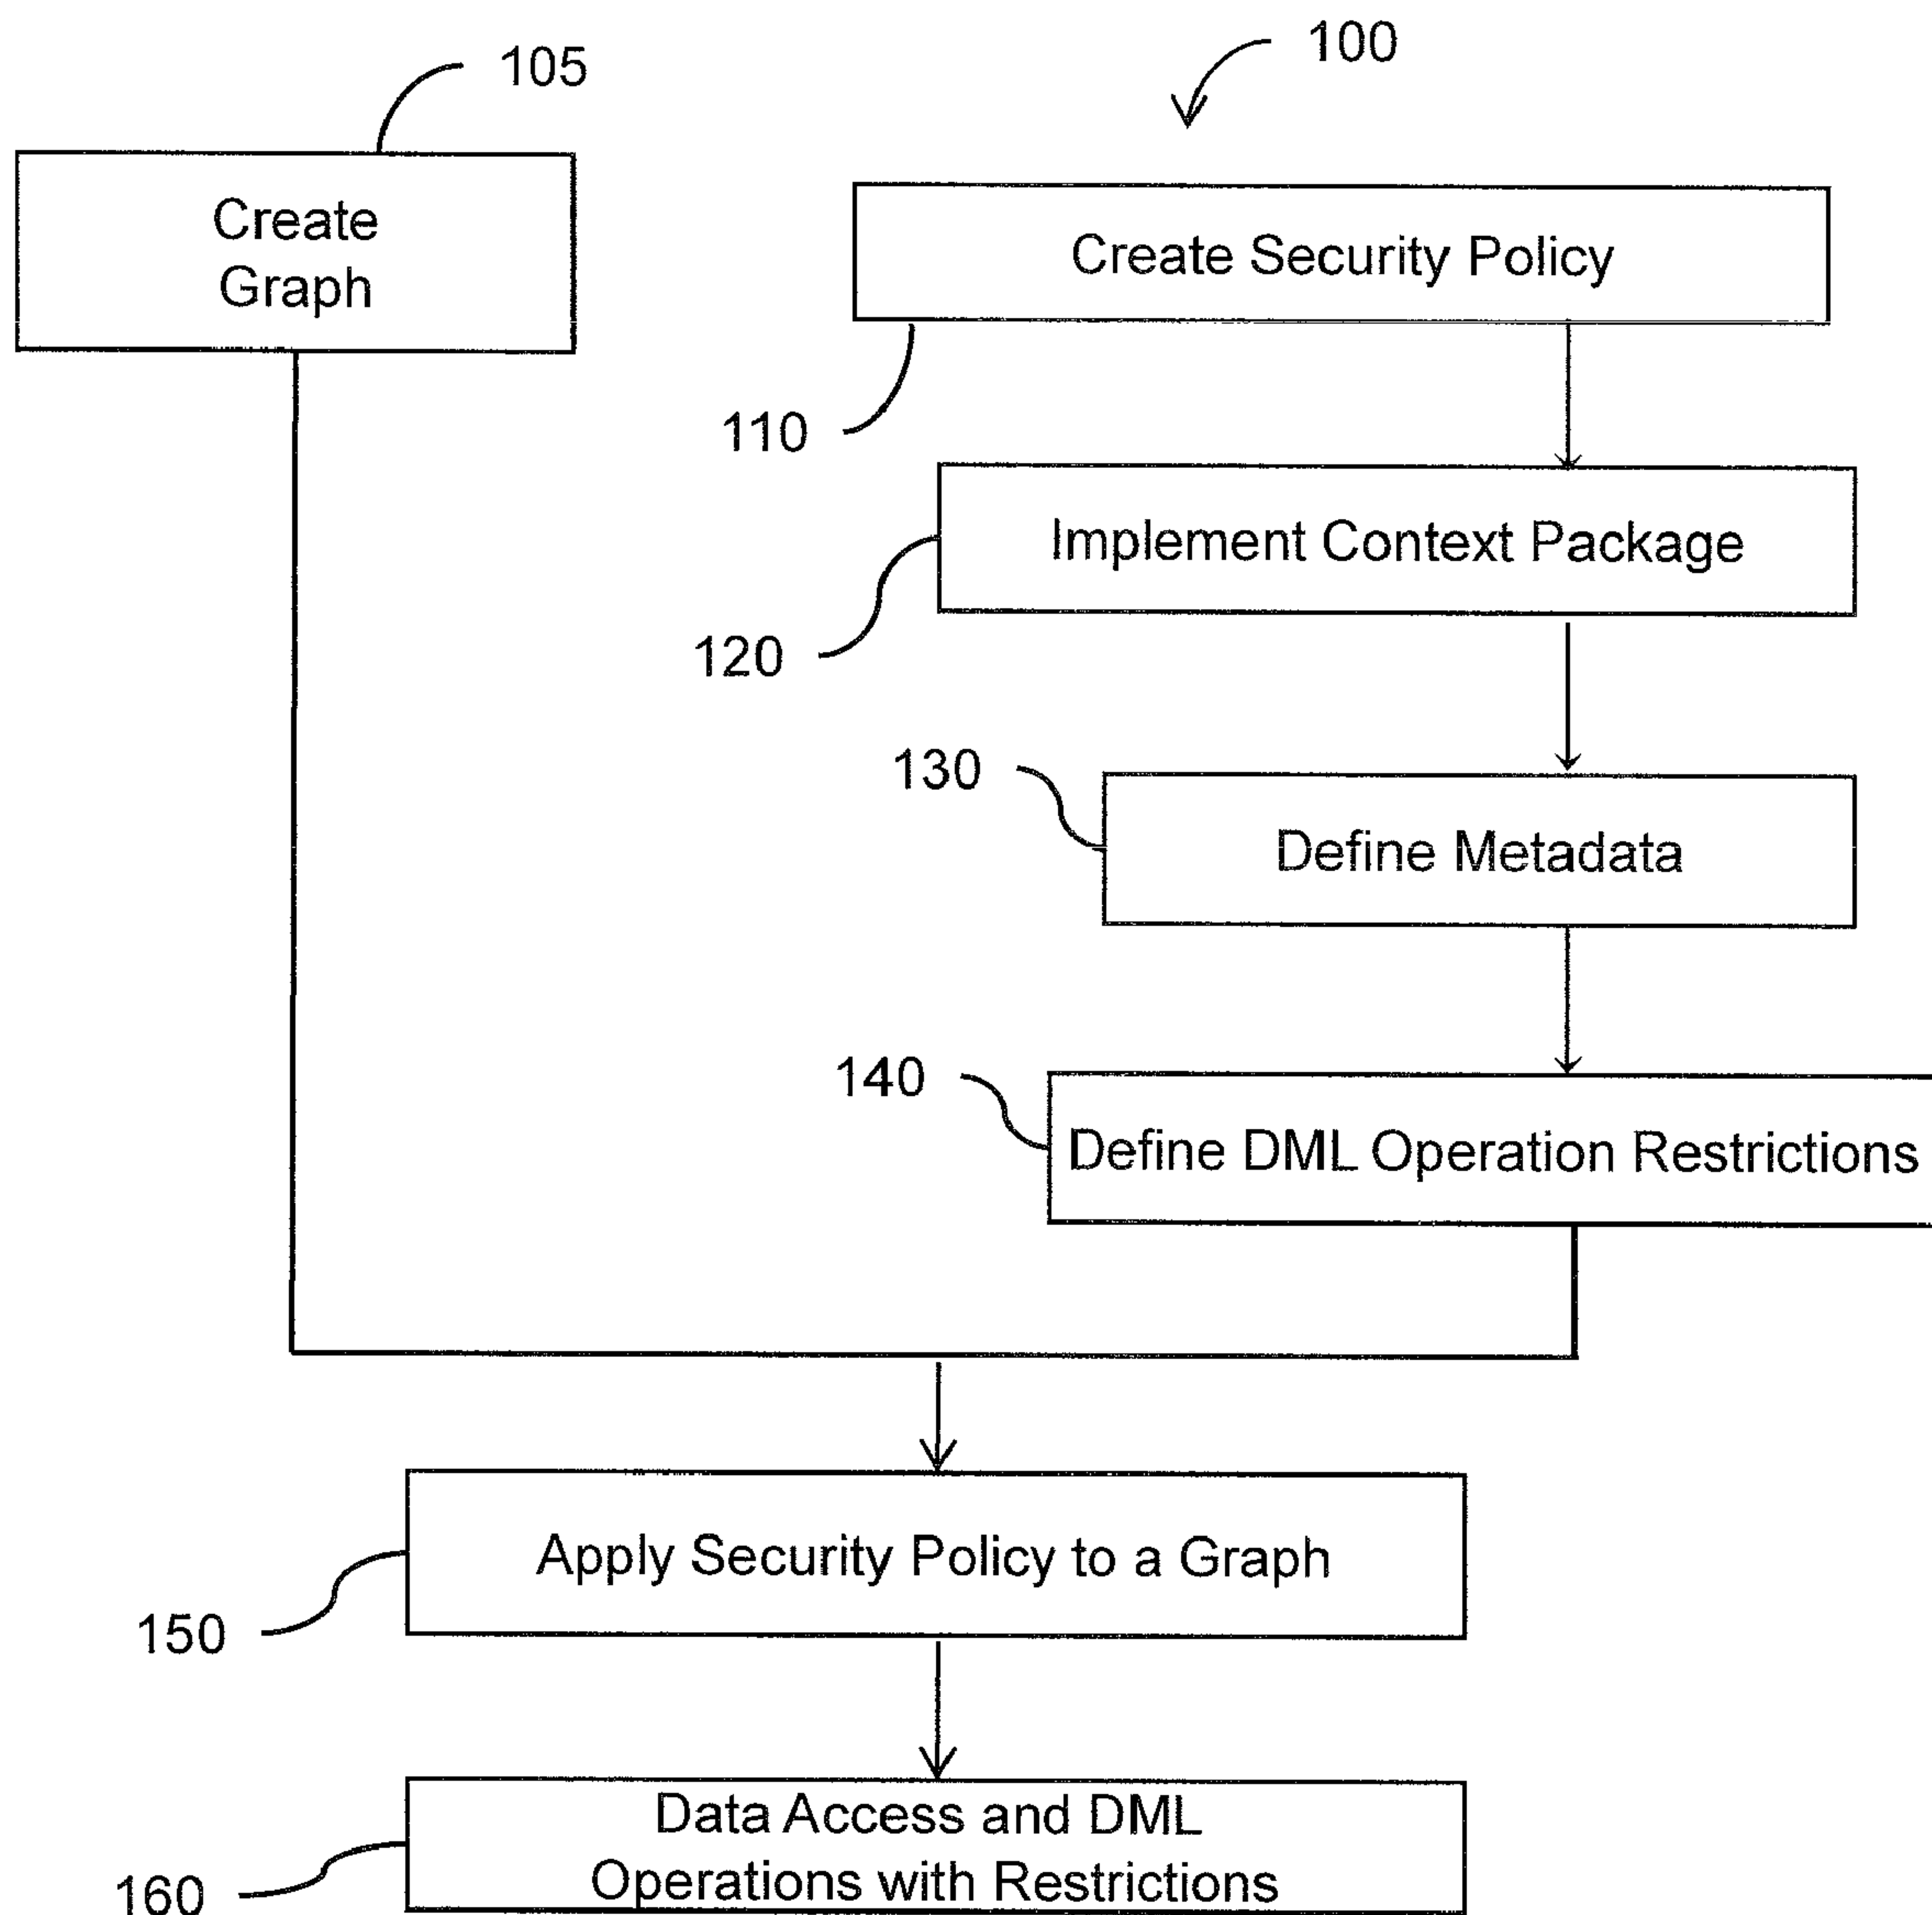 100
105
Create
Graph
Create Security Policy
110
Implement Context Package
120
130
Define Metadata
140
Define DML Operation Restrictions
Apply Security Policy to a Graph
150
Data Access and DML
Operations with Restrictions
160